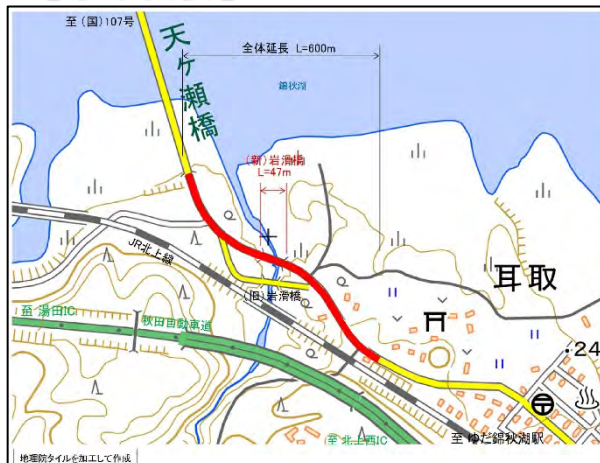 至（国）107号
天ケ瀬橋
全体延長 L=600m
錦秋湖
（新）岩滑橋
L=47m
JR北上線
（旧）岩滑橋
耳取
至 湯田IC
秋田自動車道
・24
至 北上西IC
至 ゆだ錦秋湖駅
地理院タイルを加工して作成